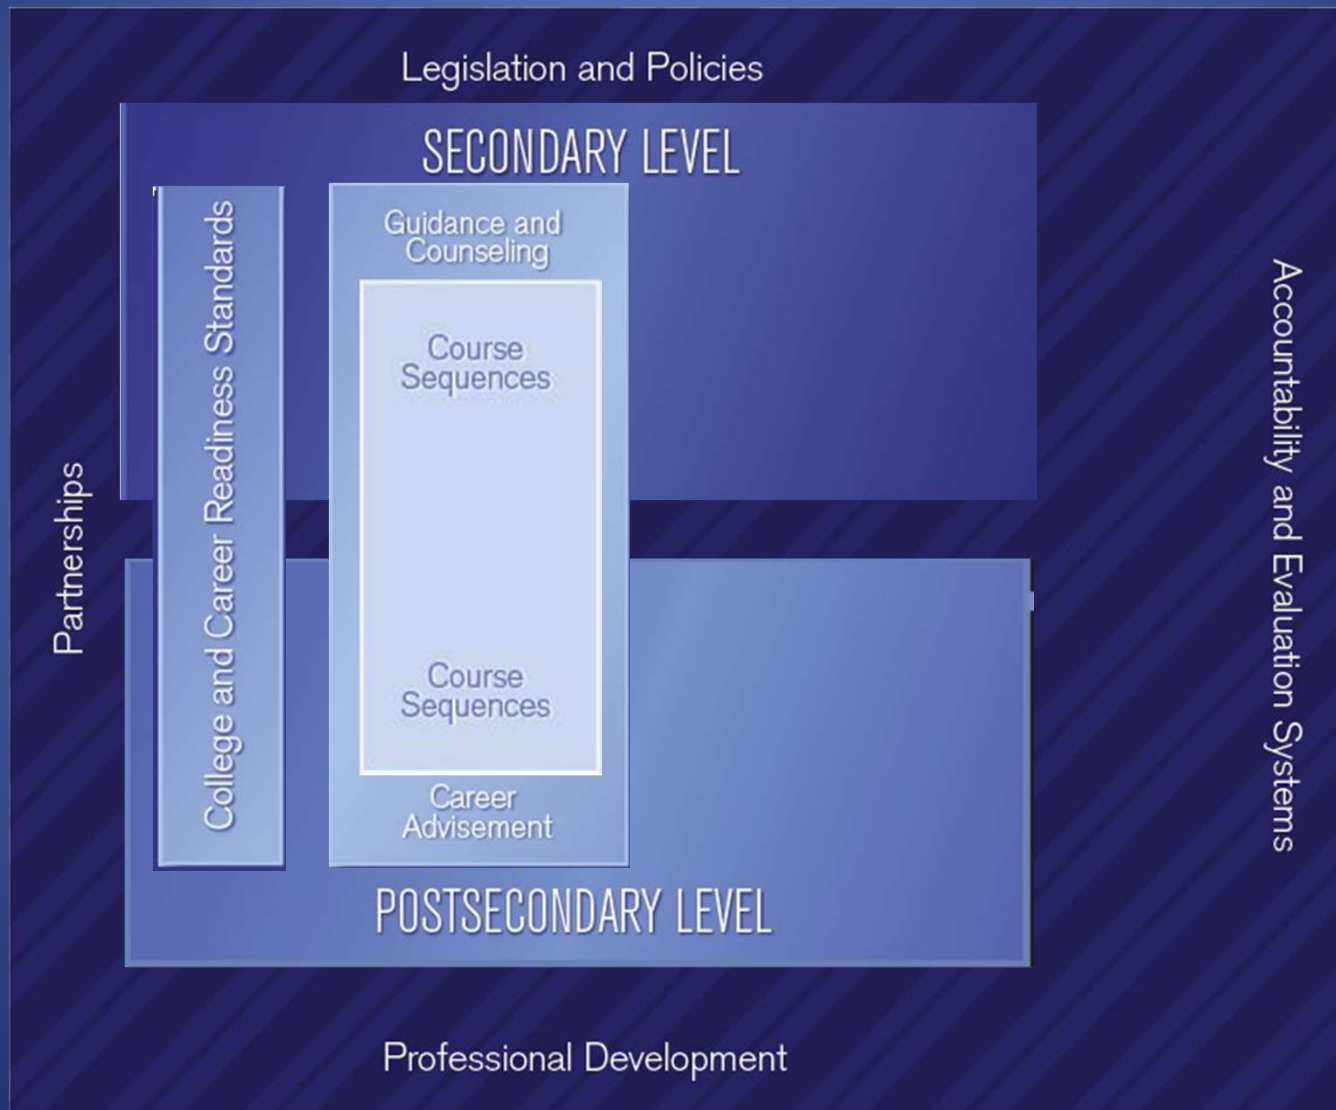 Legislation and Policies
SECONDARY LEVEL
Partnerships
College and Career Readiness Standards
Guidance and
Counseling
Course
Sequences
Course
Sequences
Career
Advisement
POSTSECONDARY LEVEL
Accountability and Evaluation Systems
Professional Development